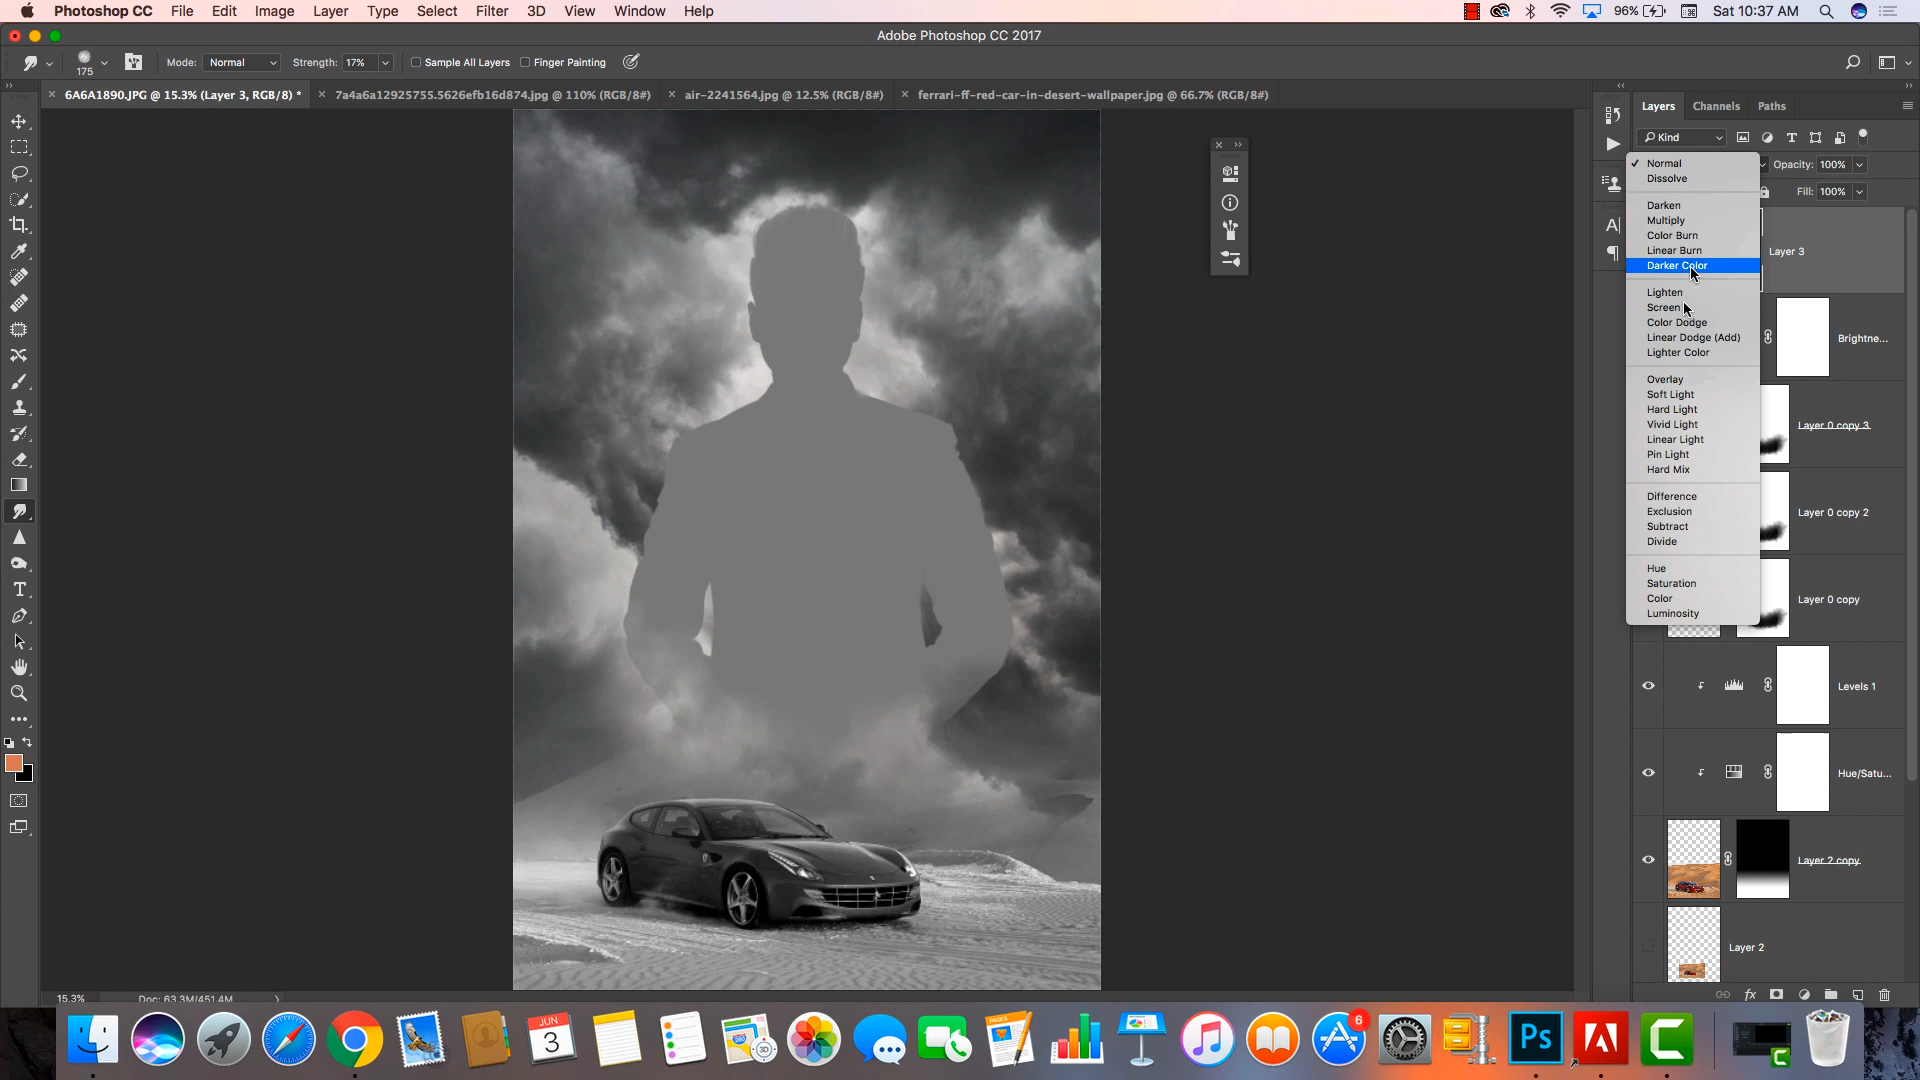 Photoshop CC File Edit Image Layer Type Select Filter 3D View Window Help 96% Sat 10:37 AM
Adobe Photoshop CC 2017
175 Mode: Normal Strength: 17% Sample All Layers Finger Painting
6A6A1890.JPG @ 15.3% (Layer 3, RGB/8) * 7a4a6a12925755.5626efb16d874.jpg @ 110% (RGB/8#) air-2241564.jpg @ 12.5% (RGB/8#) ferrari-ff-red-car-in-desert-wallpaper.jpg @ 66.7% (RGB/8#)
Layers Channels Paths
Kind
Normal
Opacity: 100%
Dissolve
Fill: 100%
Darken
Multiply
Color Burn
Linear Burn
Darker Color
Layer 3
Lighten
Screen
Color Dodge
Linear Dodge (Add)
Lighter Color
Brightne...
Overlay
Soft Light
Hard Light
Vivid Light
Linear Light
Pin Light
Hard Mix
Layer 0 copy 3
Difference
Exclusion
Subtract
Divide
Layer 0 copy 2
Hue
Saturation
Color
Luminosity
Layer 0 copy
Levels 1
Hue/Satu...
Layer 2 copy
Layer 2
15.3% Doc: 63.3M/451.4M
JUN
3
3D
PAGES
6
Ps